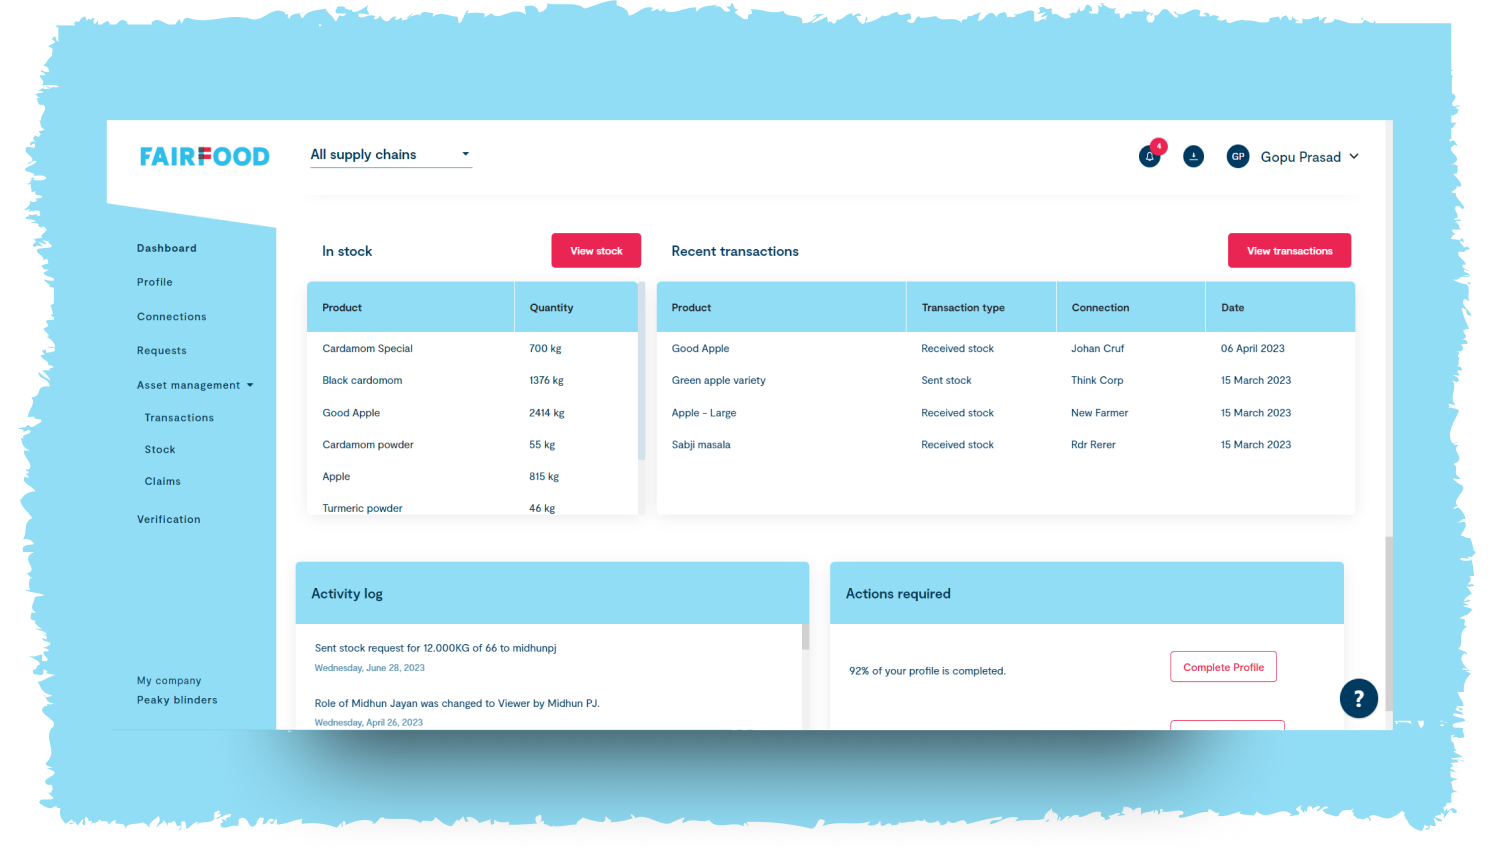 FAIRFOOD
All supply chains
4
GP
Gopu Prasad
Dashboard
Profile
Connections
Requests
Asset management
Transactions
Stock
Claims
Verification
My company
Peaky blinders
In stock
View stock
Product Quantity
Cardamom Special 700 kg
Black cardomom 1376 kg
Good Apple 2414 kg
Cardamom powder 55 kg
Apple 815 kg
Turmeric powder 46 kg
Recent transactions
View transactions
Product Transaction type Connection Date
Good Apple Received stock Johan Cruf 06 April 2023
Green apple variety Sent stock Think Corp 15 March 2023
Apple - Large Received stock New Farmer 15 March 2023
Sabji masala Received stock Rdr Rerer 15 March 2023
Activity log
Sent stock request for 12.000KG of 66 to midhunpj
Wednesday, June 28, 2023
Role of Midhun Jayan was changed to Viewer by Midhun PJ.
Wednesday, April 26, 2023
Actions required
92% of your profile is completed.
Complete Profile
?